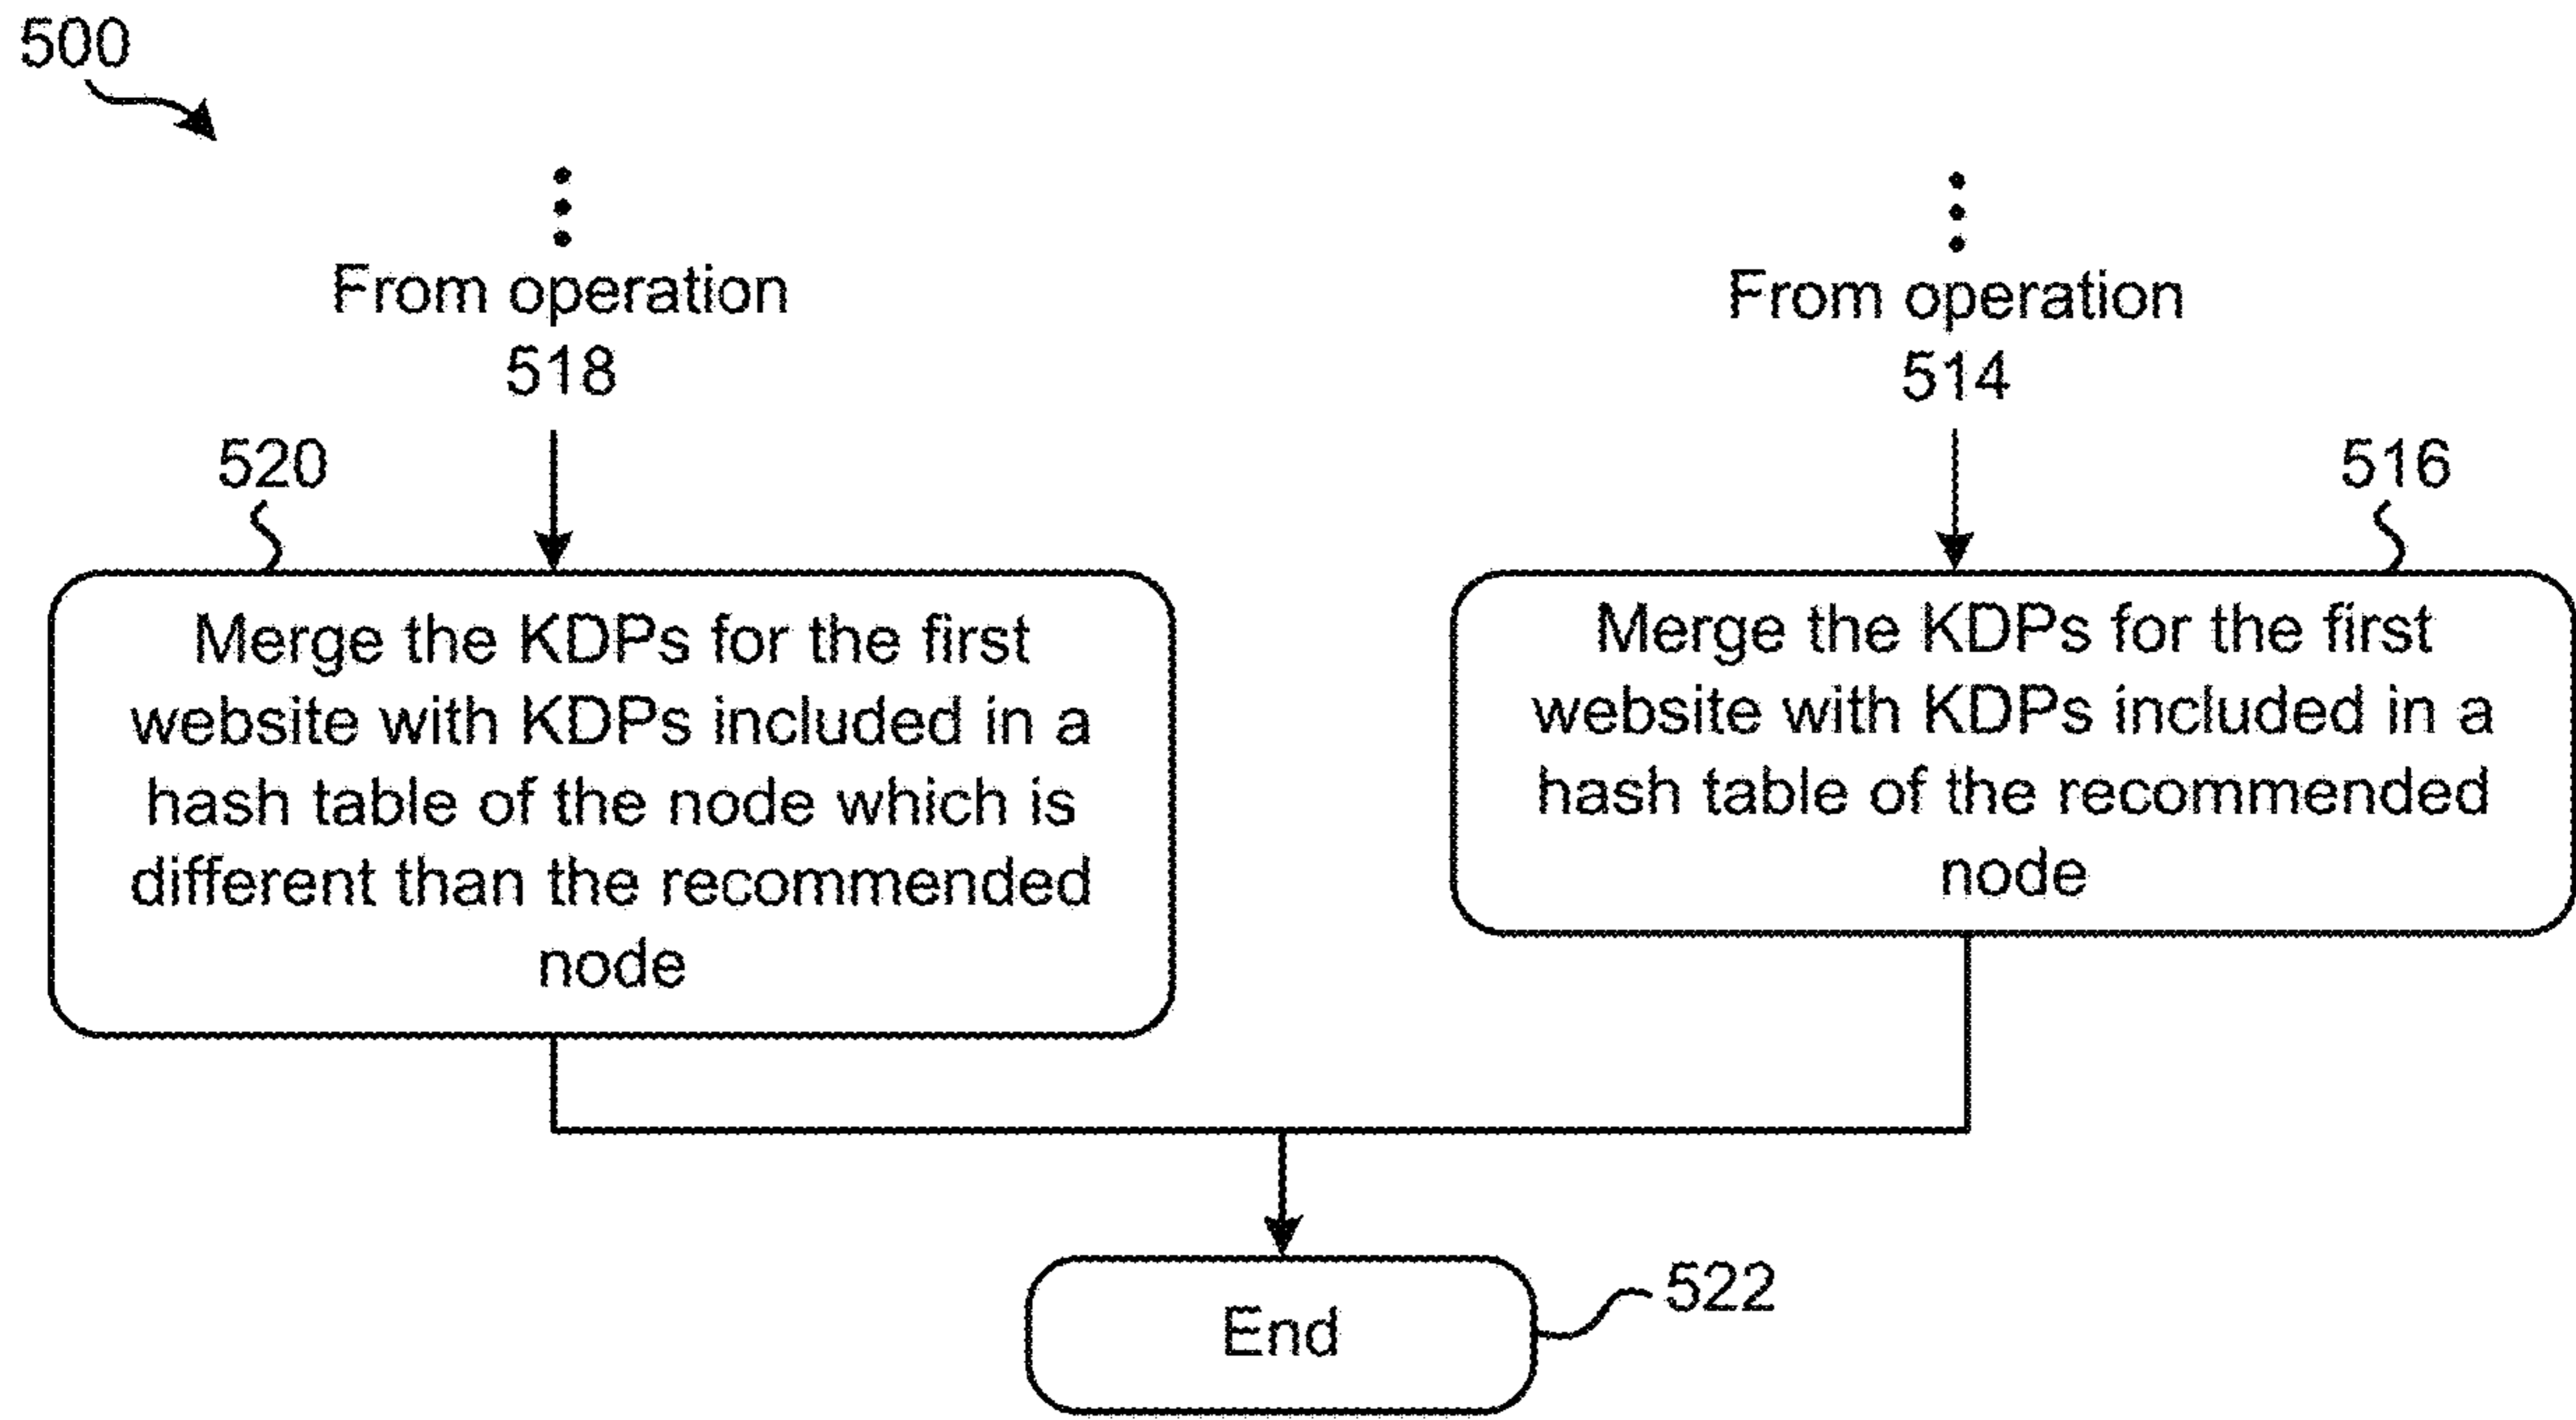 500
From operation
518
From operation
514
520
516
Merge the KDPs for the first
website with KDPs included in a
hash table of the node which is
different than the recommended
node
Merge the KDPs for the first
website with KDPs included in a
hash table of the recommended
node
End
522